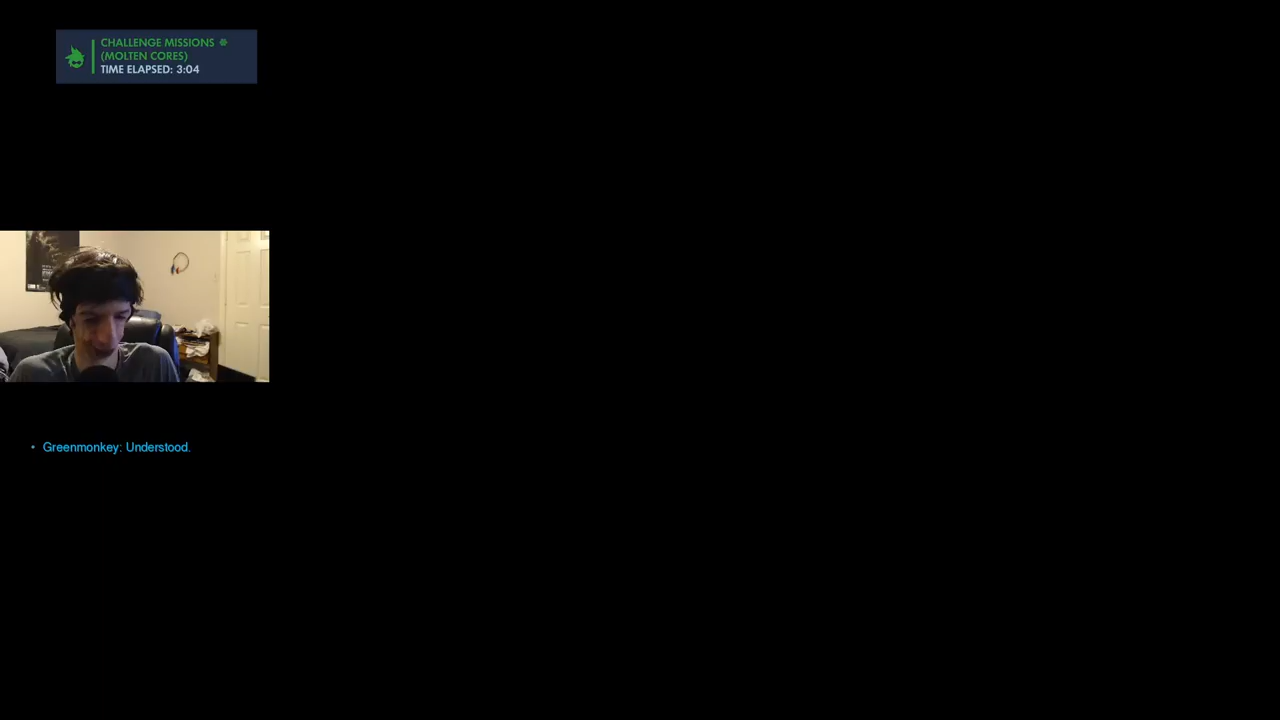 CHALLENGE MISSIONS
(MOLTEN CORES)
TIME ELAPSED: 3:04
• Greenmonkey: Understood.